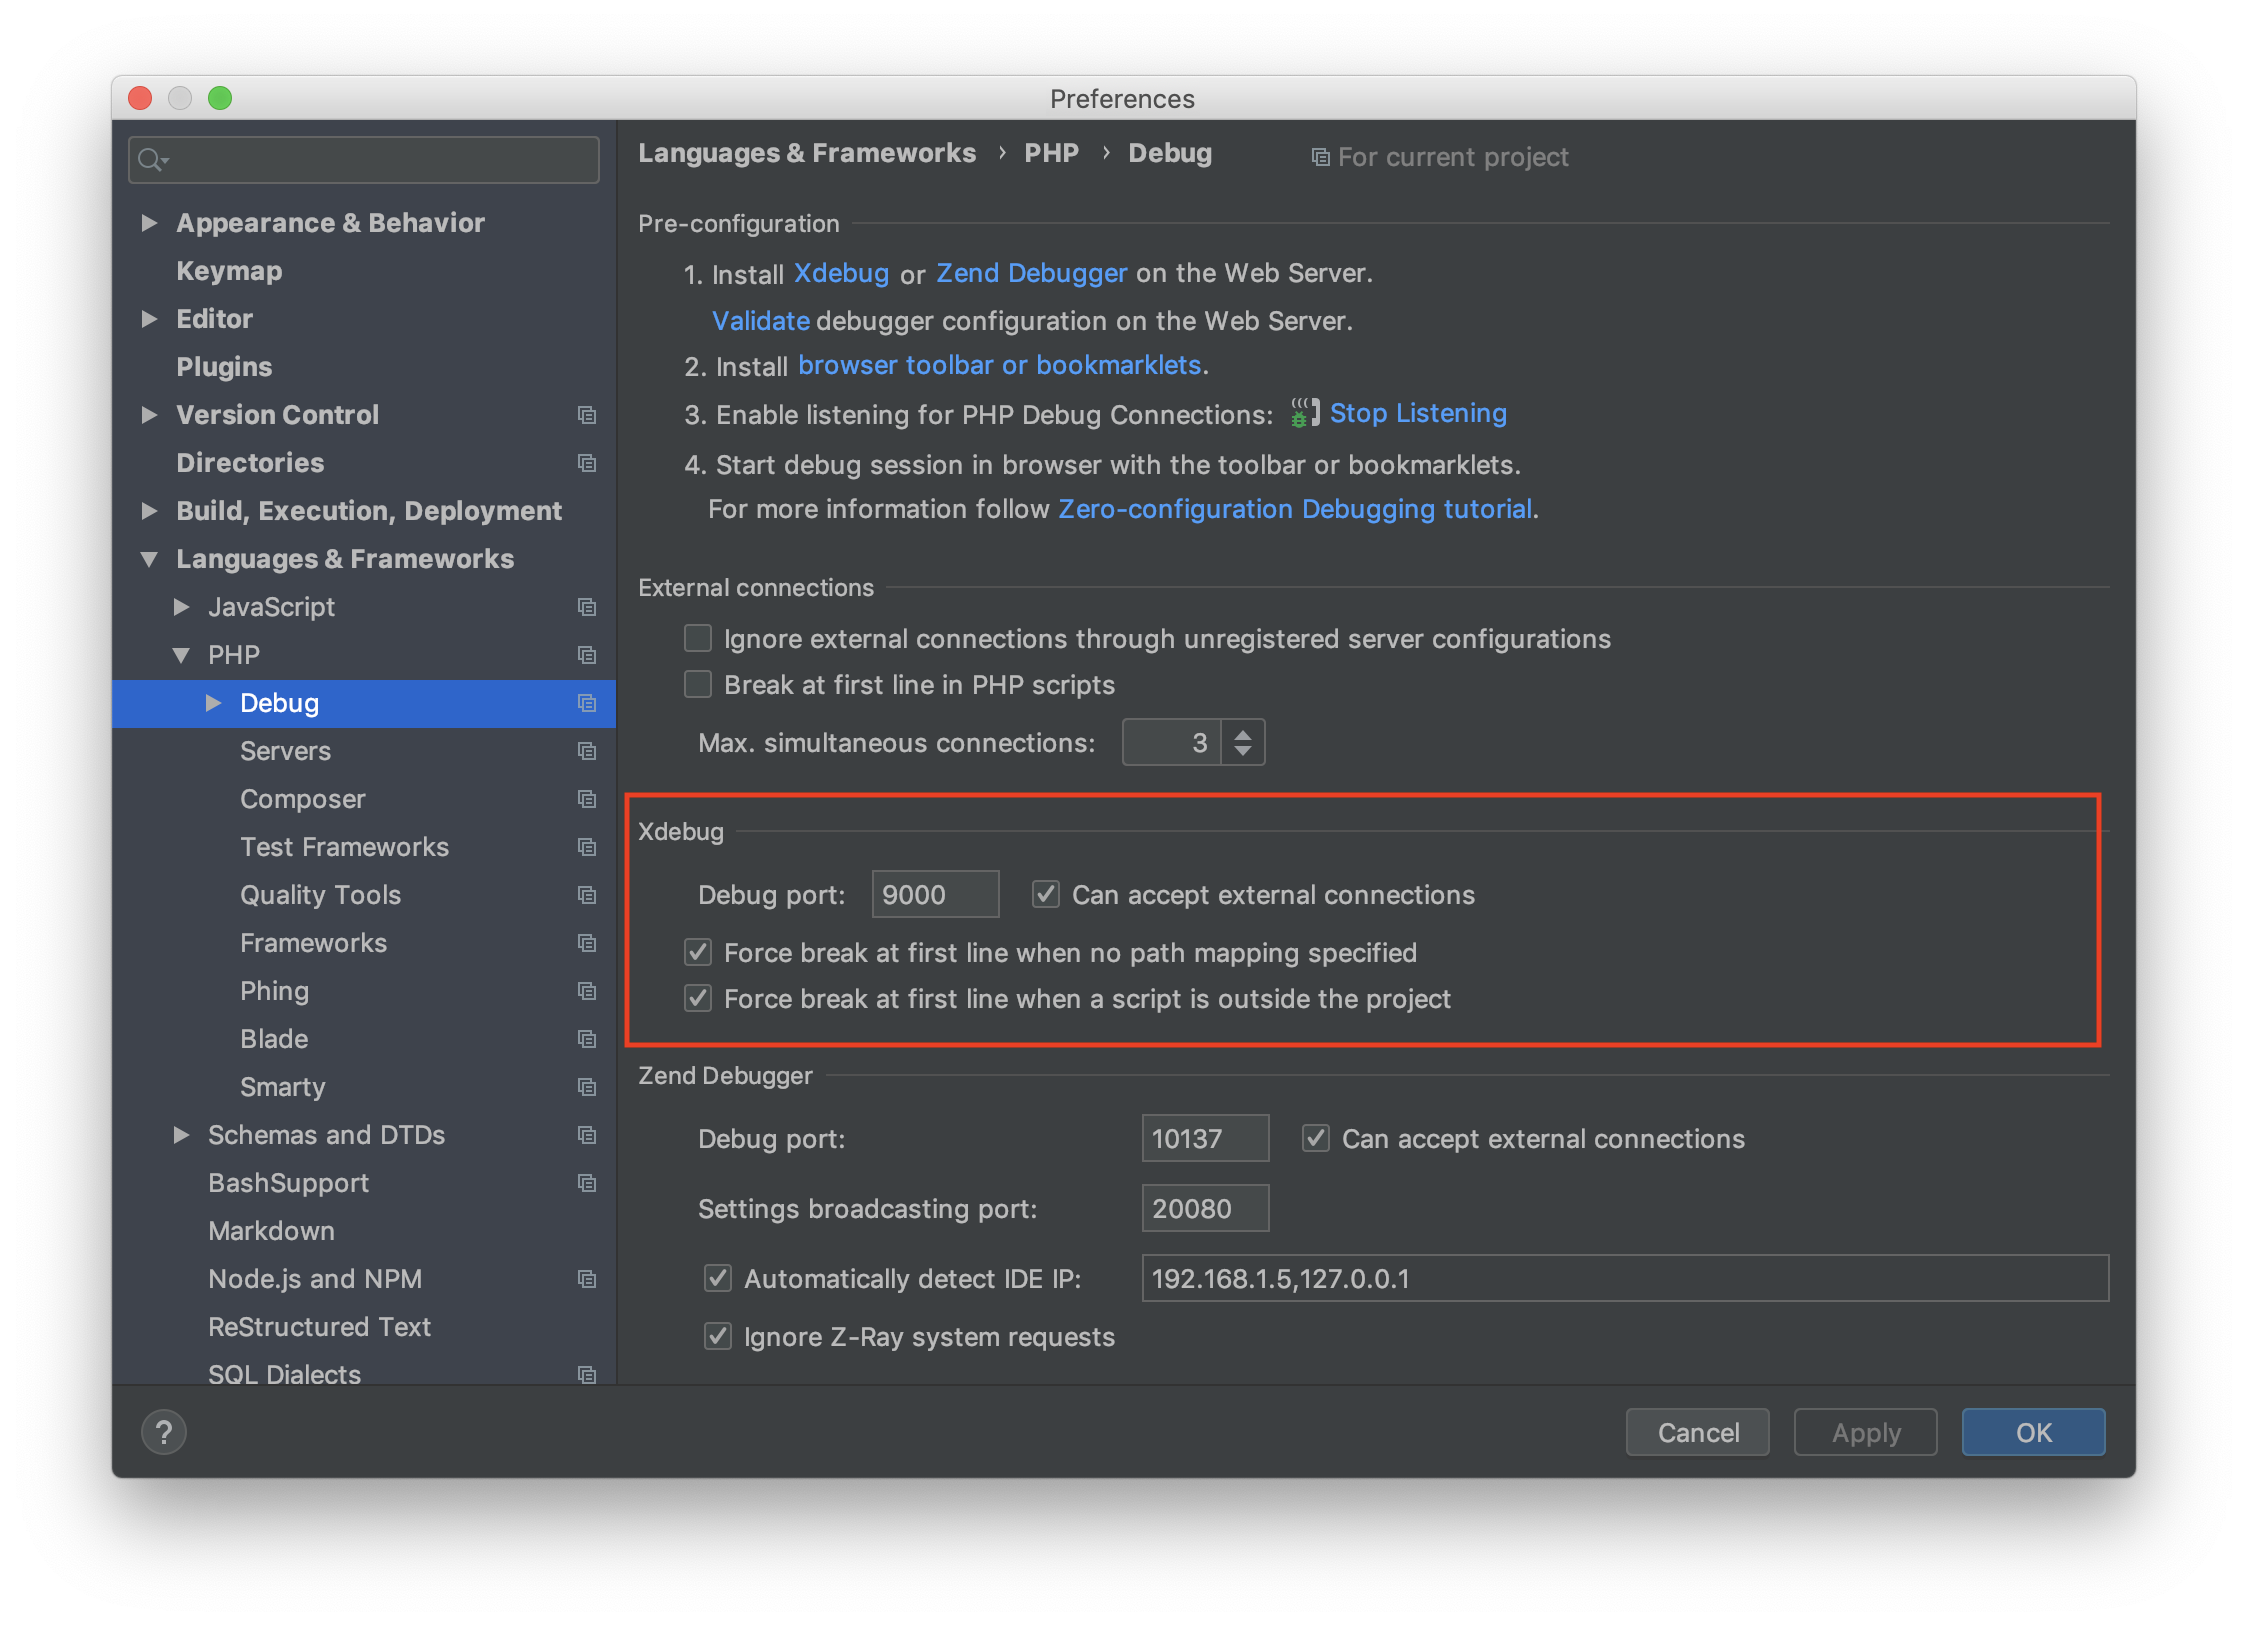 Preferences
Appearance & Behavior
Keymap
Editor
Plugins
Version Control
Directories
Build, Execution, Deployment
Languages & Frameworks
JavaScript
PHP
Debug
Servers
Composer
Test Frameworks
Quality Tools
Frameworks
Phing
Blade
Smarty
Schemas and DTDs
BashSupport
Markdown
Node.js and NPM
ReStructured Text
SQL Dialects
Languages & Frameworks › PHP › Debug For current project
Pre-configuration
1. Install Xdebug or Zend Debugger on the Web Server.
Validate debugger configuration on the Web Server.
2. Install browser toolbar or bookmarklets.
3. Enable listening for PHP Debug Connections: Stop Listening
4. Start debug session in browser with the toolbar or bookmarklets.
For more information follow Zero-configuration Debugging tutorial.
External connections
Ignore external connections through unregistered server configurations
Break at first line in PHP scripts
Max. simultaneous connections: 3
Xdebug
Debug port: 9000 Can accept external connections
Force break at first line when no path mapping specified
Force break at first line when a script is outside the project
Zend Debugger
Debug port: 10137 Can accept external connections
Settings broadcasting port: 20080
Automatically detect IDE IP: 192.168.1.5,127.0.0.1
Ignore Z-Ray system requests
? Cancel Apply OK